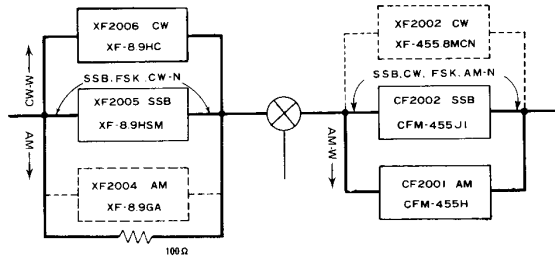 XF2006 CW
XF-8.9HC
CW-W
SSB,FSK,CW-N
XF2005 SSB
XF-8.9HSM
AM
XF2004 AM
XF-8.9GA
100Ω
XF2002 CW
XF-455.8MCN
SSB,CW,FSK,AM-N
CF2002 SSB
CFM-455J1
AM-W
CF2001 AM
CFM-455H